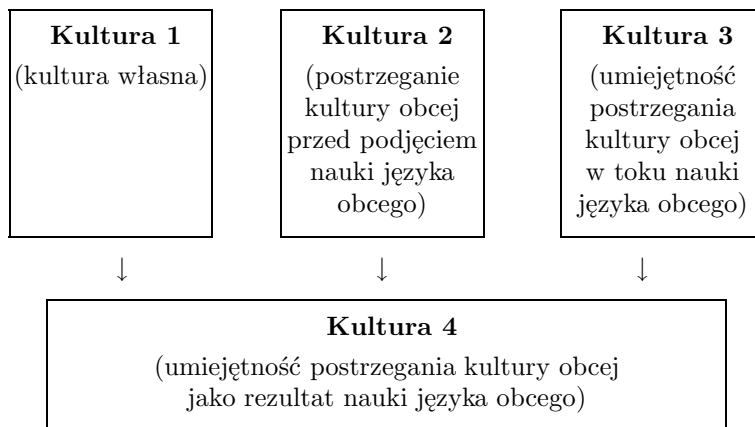 Kultura 1
(kultura własna)
Kultura 2
(postrzeganie
kultury obcej
przed podjęciem
nauki języka
obcego)
Kultura 3
(umiejętność
postrzegania
kultury obcej
w toku nauki
języka obcego)
↓ ↓ ↓
Kultura 4
(umiejętność postrzegania kultury obcej
jako rezultat nauki języka obcego)